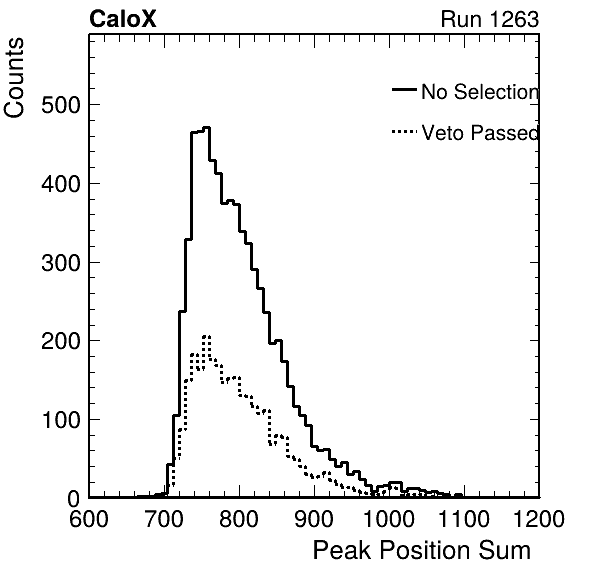 CaloX Run 1263
Counts
No Selection
Veto Passed
500
400
300
200
100
0
600 700 800 900 1000 1100 1200
Peak Position Sum